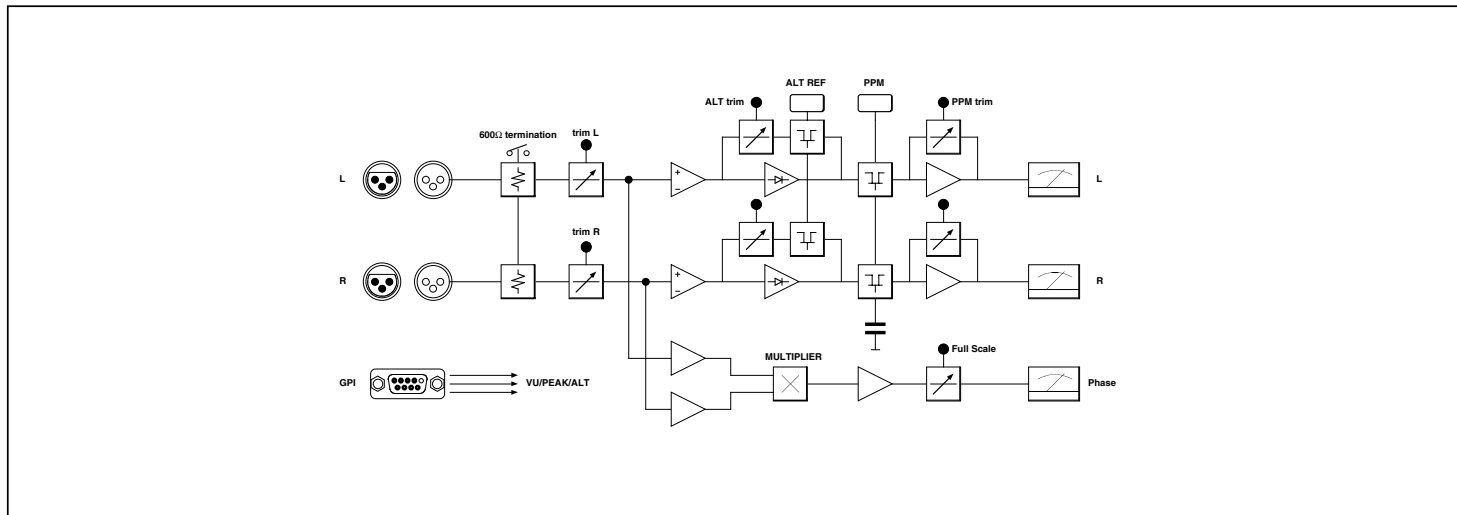 ALT REF
PPM
ALT trim
PPM trim
600Ω termination
trim L
L
+
−
L
trim R
R
+
−
R
MULTIPLIER
Full Scale
GPI
VU/PEAK/ALT
Phase